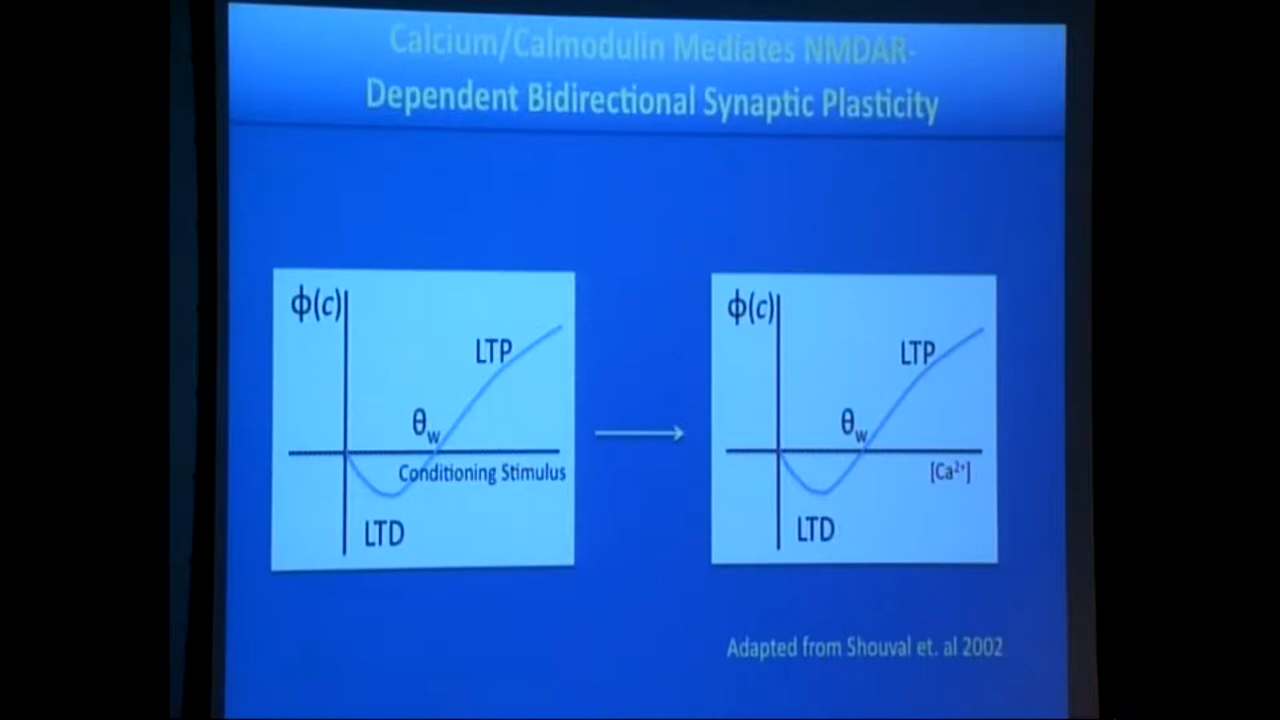 Calcium/Calmodulin Mediates NMDAR-
Dependent Bidirectional Synaptic Plasticity
ϕ(c)
LTP
θw
Conditioning Stimulus
LTD
ϕ(c)
LTP
θw
[Ca²⁺]
LTD
Adapted from Shouval et. al 2002